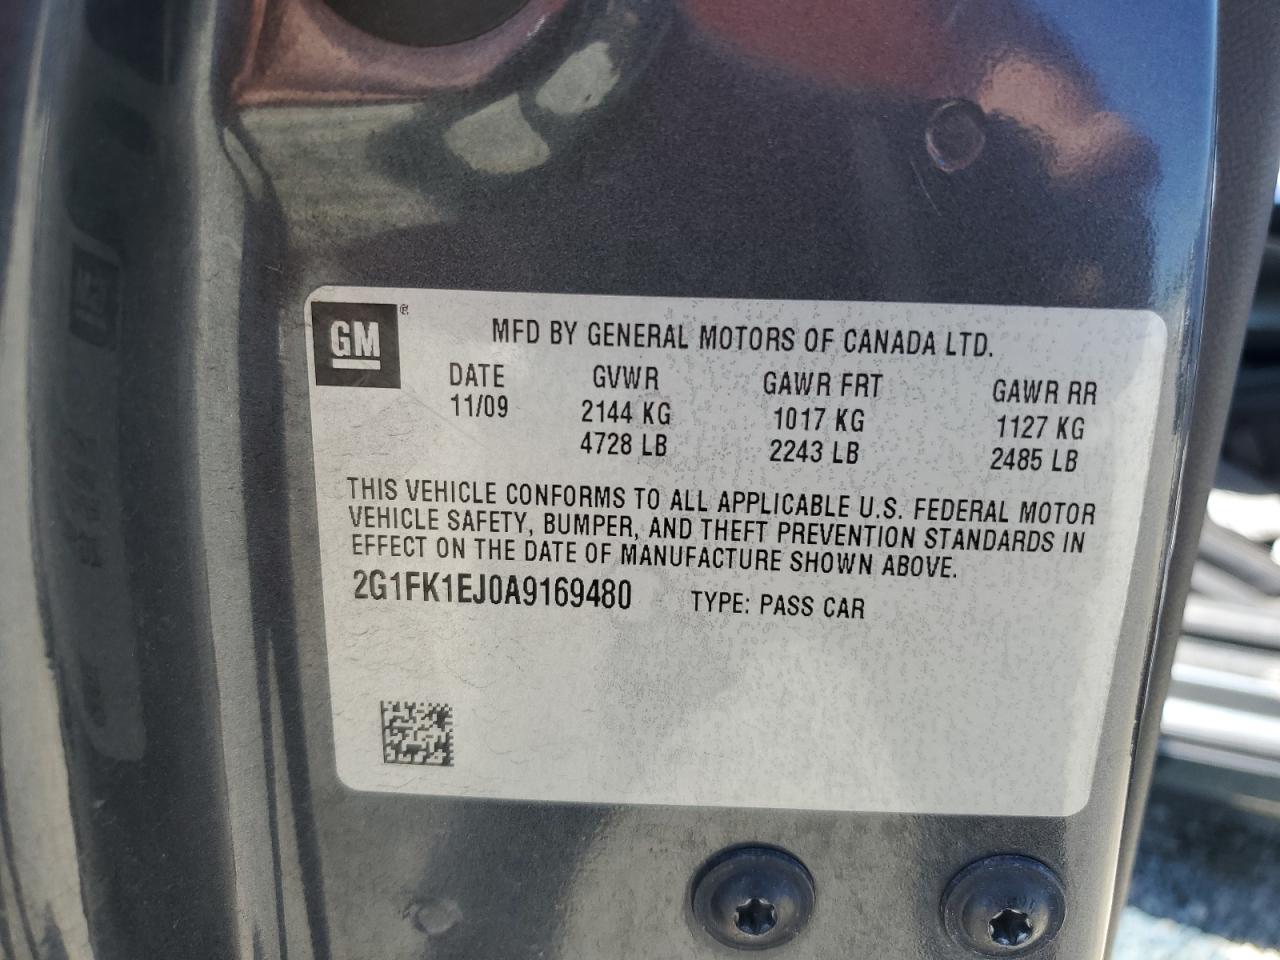 GM ®
MFD BY GENERAL MOTORS OF CANADA LTD.
DATE GVWR GAWR FRT GAWR RR
11/09 2144 KG 1017 KG 1127 KG
4728 LB 2243 LB 2485 LB
THIS VEHICLE CONFORMS TO ALL APPLICABLE U.S. FEDERAL MOTOR
VEHICLE SAFETY, BUMPER, AND THEFT PREVENTION STANDARDS IN
EFFECT ON THE DATE OF MANUFACTURE SHOWN ABOVE.
2G1FK1EJ0A9169480 TYPE: PASS CAR